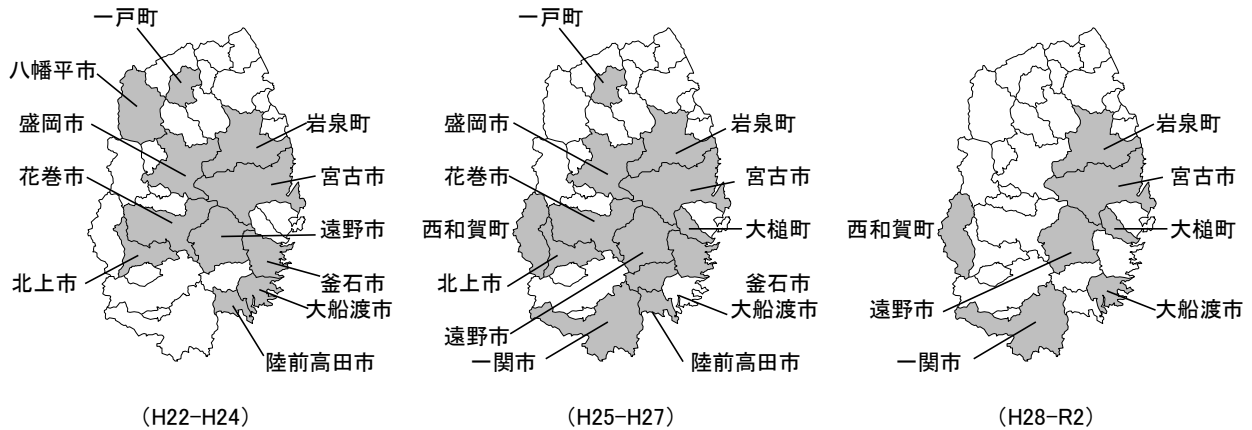 一戸町
八幡平市
盛岡市
花巻市
北上市
岩泉町
宮古市
遠野市
釜石市
大船渡市
陸前高田市
(H22-H24)
一戸町
盛岡市
花巻市
西和賀町
北上市
遠野市
一関市
岩泉町
宮古市
大槌町
釜石市
大船渡市
陸前高田市
(H25-H27)
西和賀町
遠野市
一関市
岩泉町
宮古市
大槌町
大船渡市
(H28-R2)